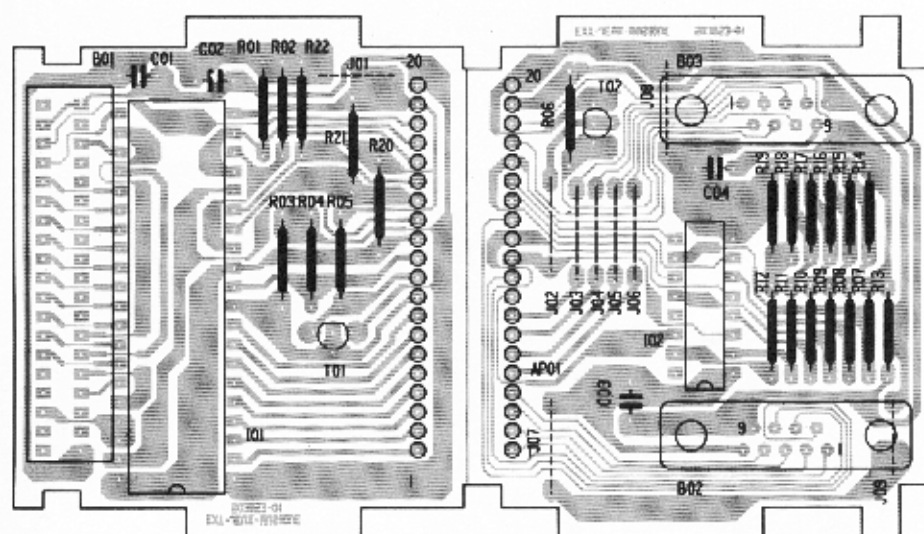 B01
C01
C02
R01
R02
R22
J01
20
R21
R20
R03
R04
R05
T01
I01
1
20
R06
T02
J08
B03
1
9
C04
R19
R18
R17
R16
R15
R14
J02
J03
J04
J05
J06
I02
R12
R11
R10
R09
R08
R07
R13
AP01
C03
J07
9
1
B02
J09